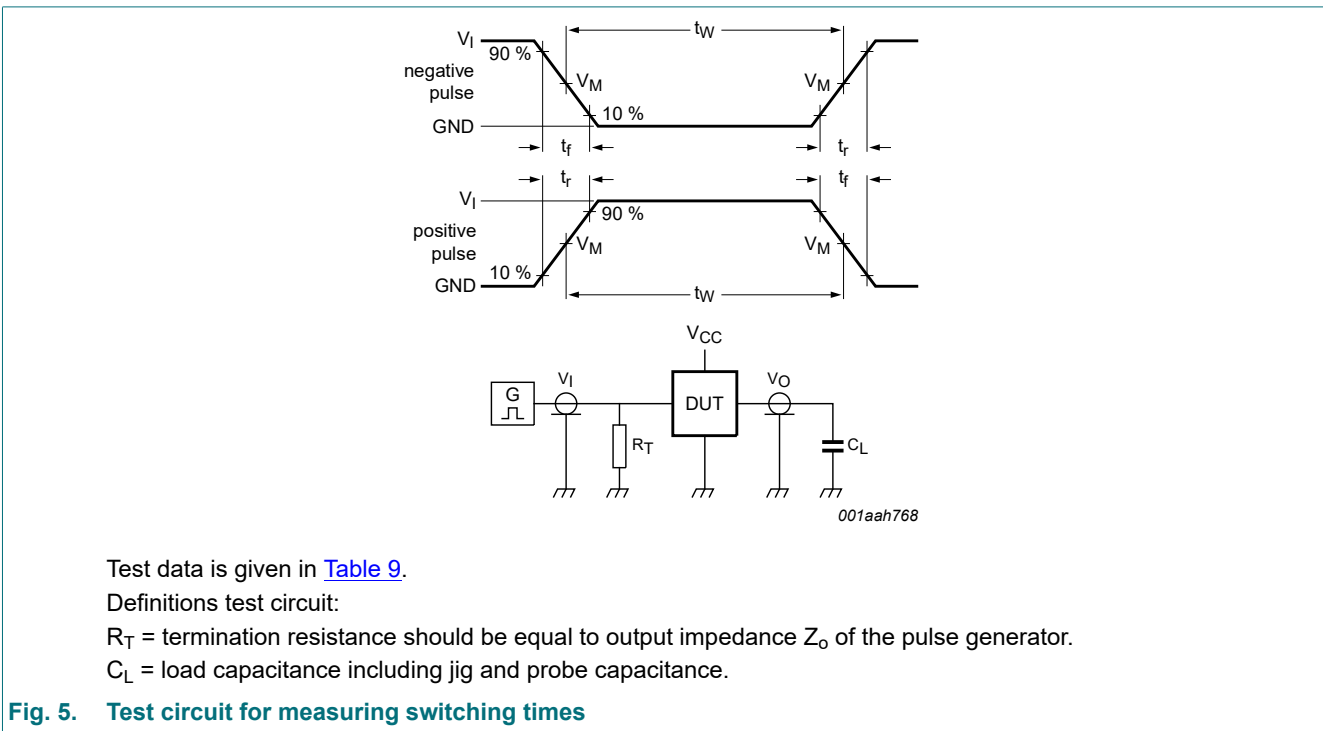 tW
VI
90 %
negative
pulse
VM
VM
10 %
GND
tf
tr
tr
tf
VI
90 %
positive
pulse
VM
VM
10 %
GND
tW
VCC
VI
VO
G
DUT
RT
CL
001aah768
Test data is given in Table 9.
Definitions test circuit:
RT = termination resistance should be equal to output impedance Zo of the pulse generator.
CL = load capacitance including jig and probe capacitance.
Fig. 5. Test circuit for measuring switching times